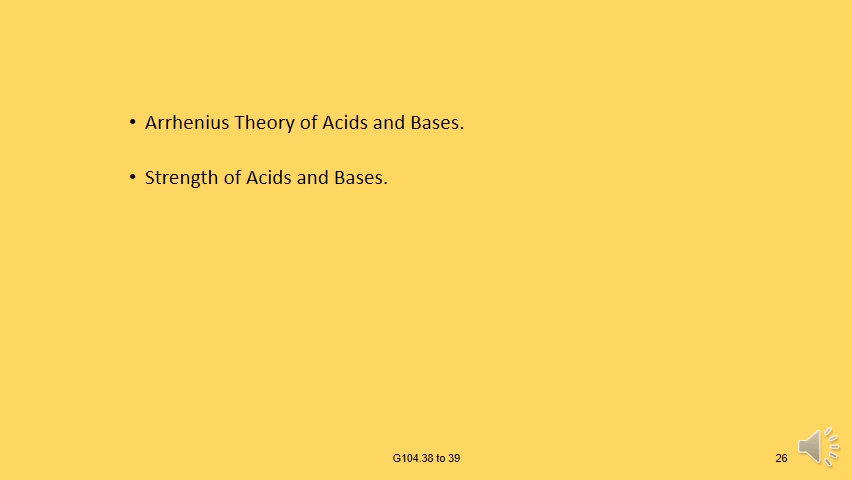 • Arrhenius Theory of Acids and Bases.
• Strength of Acids and Bases.
G104.38 to 39
26